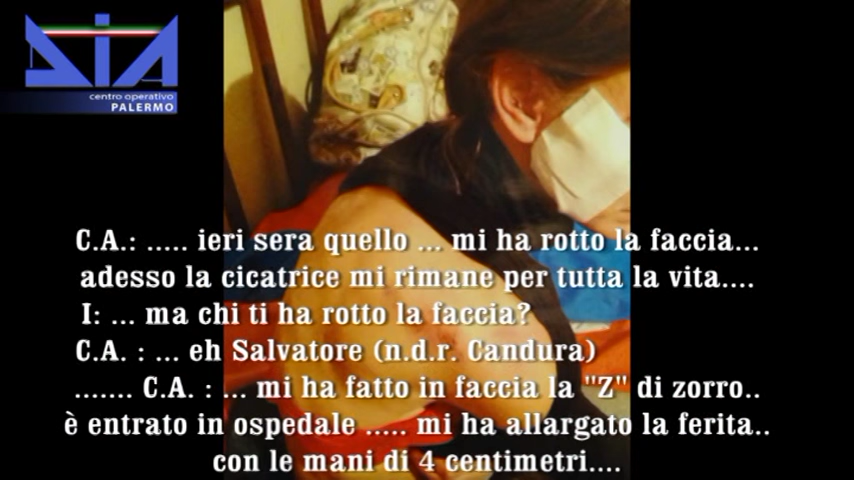 DIA
centro operativo
PALERMO
C.A.: ..... ieri sera quello ... mi ha rotto la faccia...
adesso la cicatrice mi rimane per tutta la vita....
I: ... ma chi ti ha rotto la faccia?
C.A. : ... eh Salvatore (n.d.r. Candura)
....... C.A. : ... mi ha fatto in faccia la "Z" di zorro..
è entrato in ospedale ..... mi ha allargato la ferita..
con le mani di 4 centimetri....